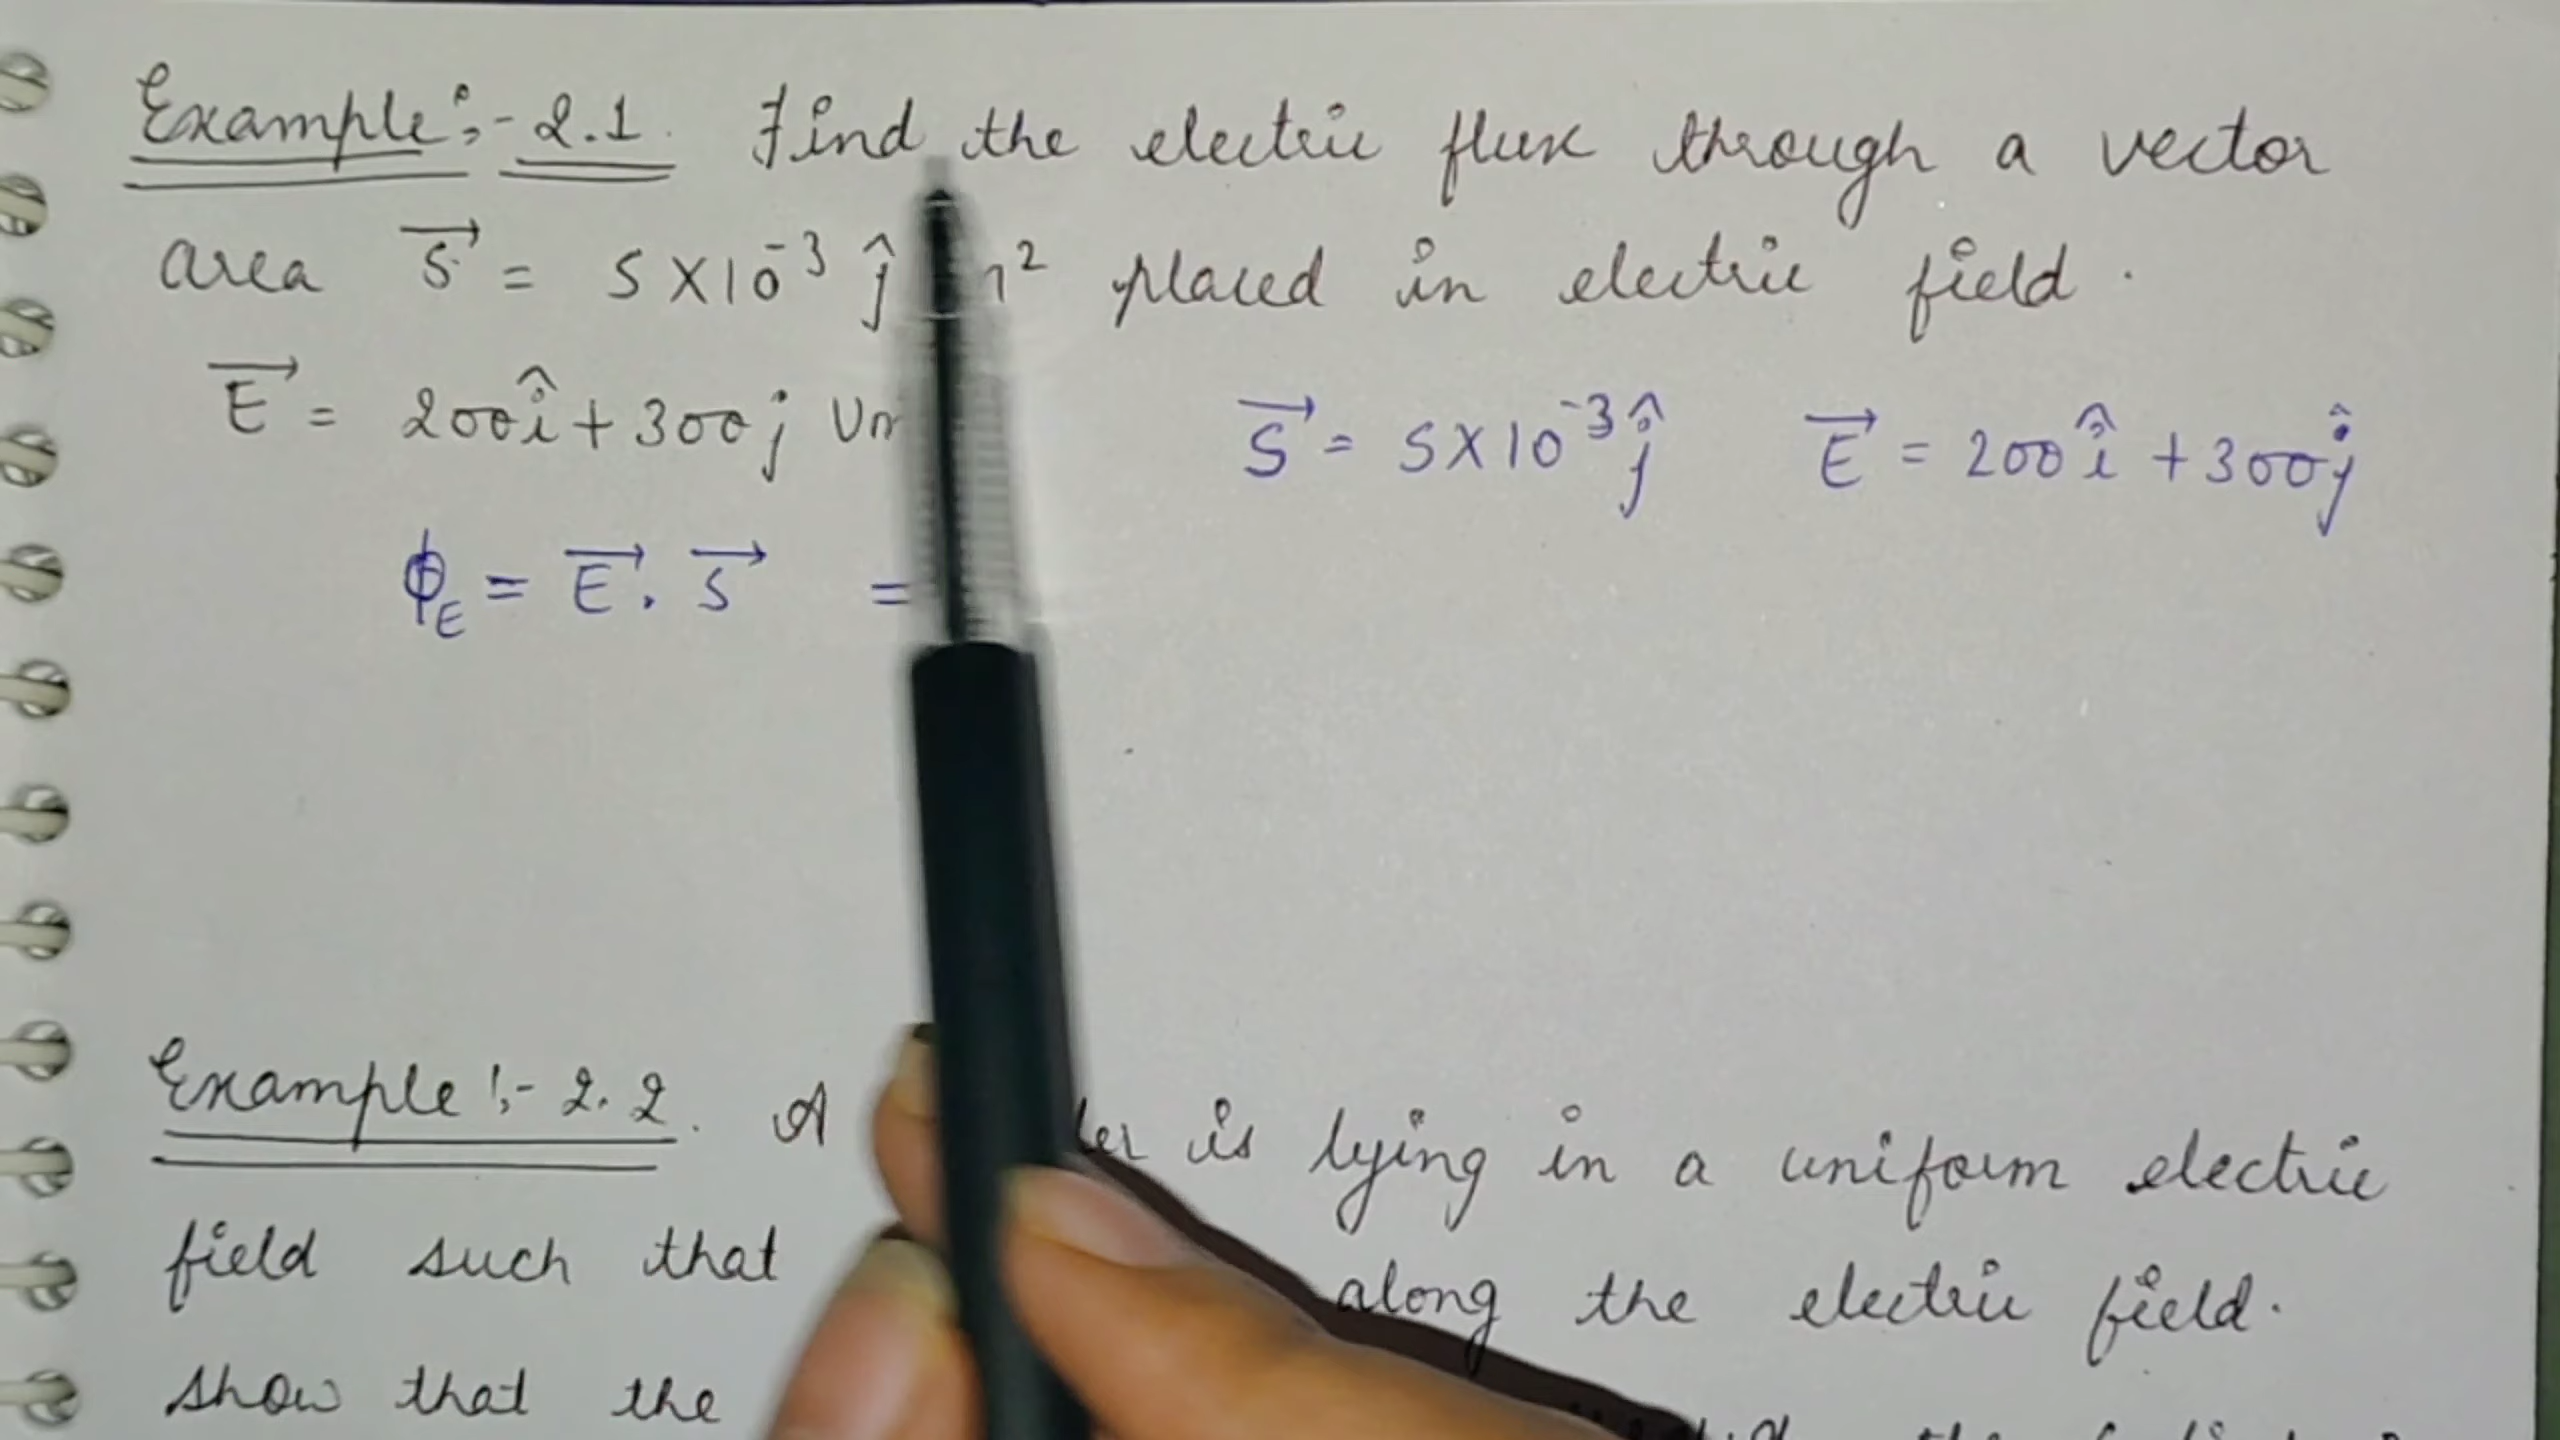 Example:- 2.1. Find the electric flux through a vector
area S⃗ = 5×10⁻³ ĵ m² placed in electric field.
E⃗ = 200î + 300j
S⃗ = 5×10⁻³ĵ E⃗ = 200î + 300ĵ
ϕ_E = E⃗ . S⃗ =
Example:- 2.2. A is lying in a uniform electric
field such that along the electric field.
show that the